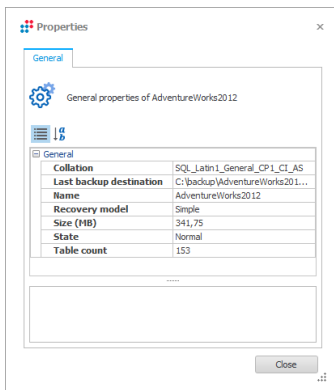 Properties
General
General properties of AdventureWorks2012
General
Collation SQL_Latin1_General_CP1_CI_AS
Last backup destination C:\backup\AdventureWorks201...
Name AdventureWorks2012
Recovery model Simple
Size (MB) 341,75
State Normal
Table count 153
Close